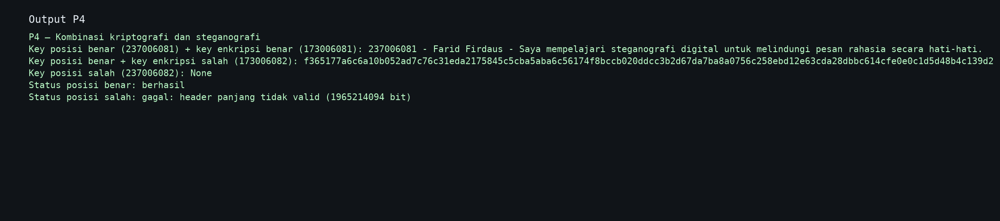 Output P4
P4 — Kombinasi kriptografi dan steganografi
Key posisi benar (237006081) + key enkripsi benar (173006081): 237006081 - Farid Firdaus - Saya mempelajari steganografi digital untuk melindungi pesan rahasia secara hati-hati.
Key posisi benar + key enkripsi salah (173006082): f365177a6c6a10b052ad7c76c31eda2175845c5cba5aba6c56174f8bccb020ddcc3b2d67da7ba8a0756c258ebd12e63cda28dbbc614cfe0e0c1d5d48b4c139d2
Key posisi salah (237006082): None
Status posisi benar: berhasil
Status posisi salah: gagal: header panjang tidak valid (1965214094 bit)